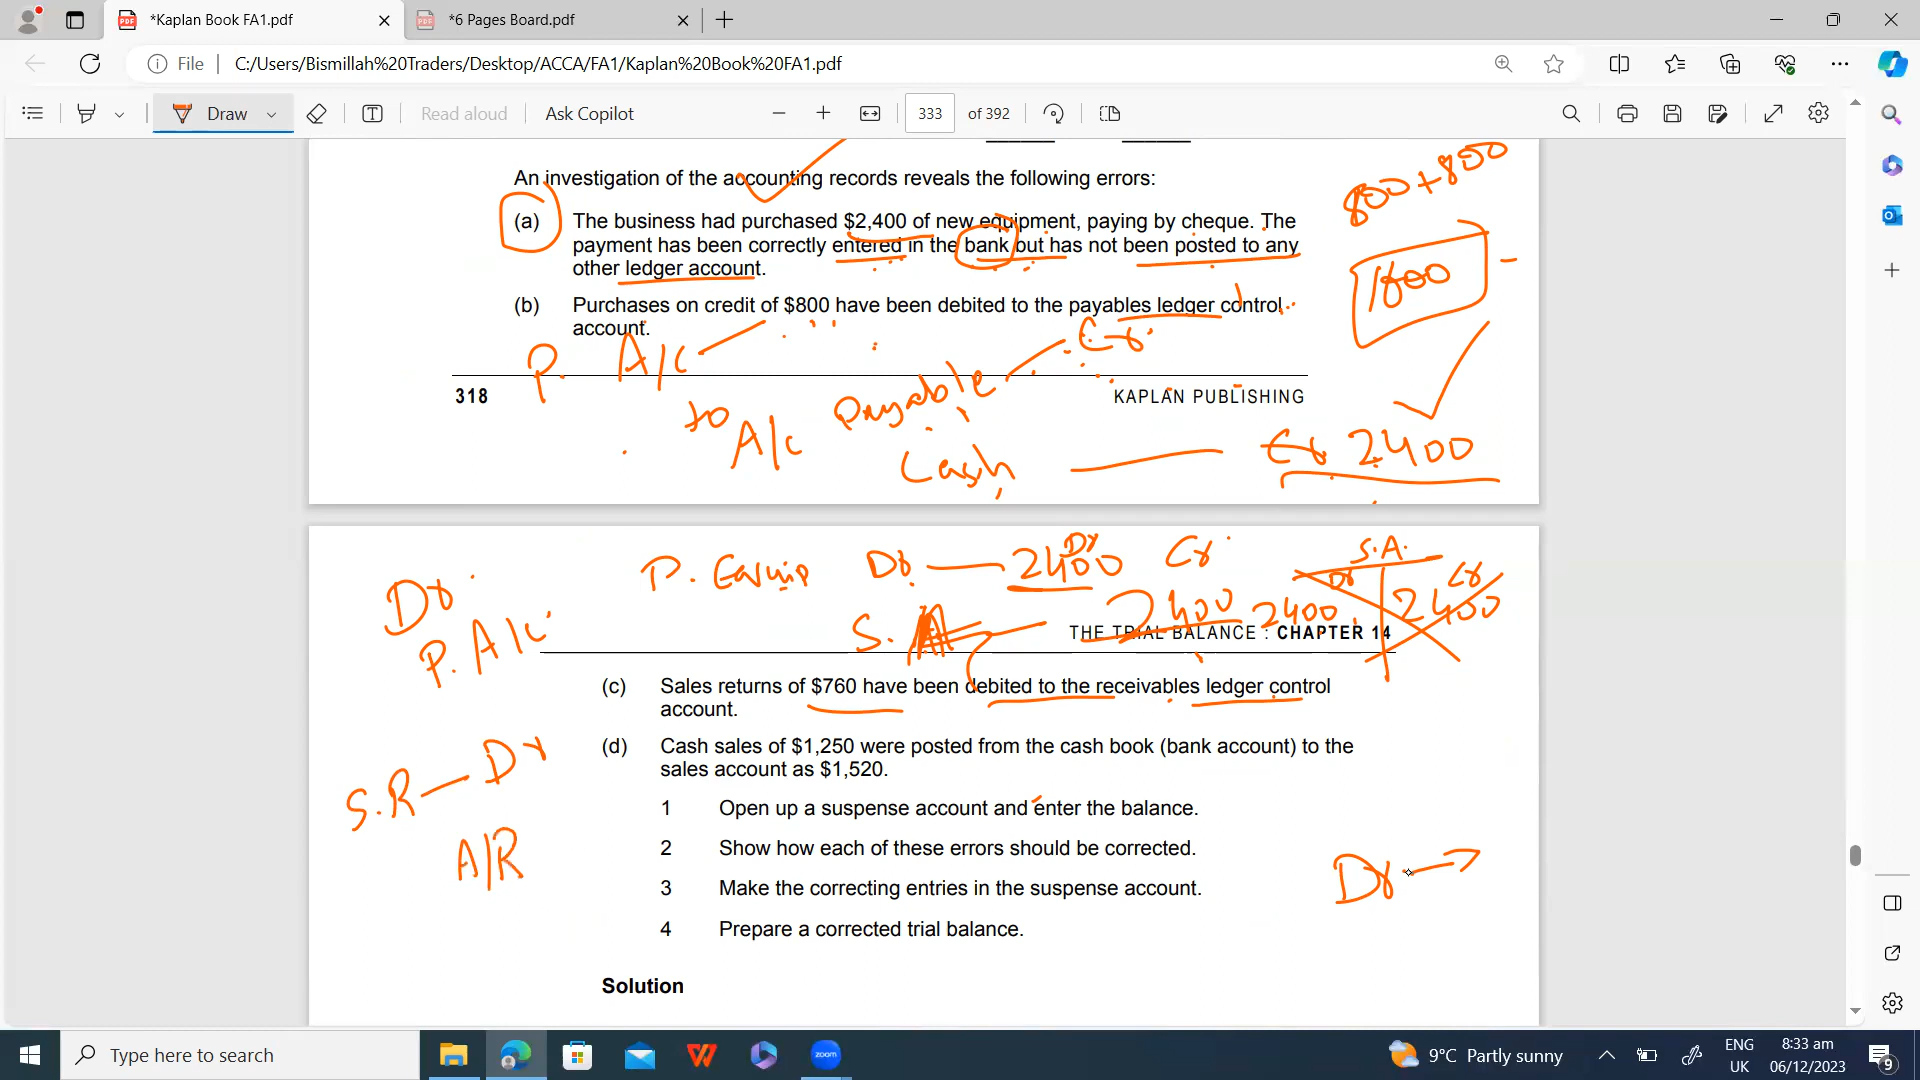 *Kaplan Book FA1.pdf
*6 Pages Board.pdf
File
C:/Users/Bismillah%20Traders/Desktop/ACCA/FA1/Kaplan%20Book%20FA1.pdf
Draw
Read aloud
Ask Copilot
333
of 392
An investigation of the accounting records reveals the following errors:
800+800
(a) The business had purchased $2,400 of new equipment, paying by cheque. The
payment has been correctly entered in the bank but has not been posted to any
other ledger account.
1600
(b) Purchases on credit of $800 have been debited to the payables ledger control
account.
P. A/c
Cr
318
KAPLAN PUBLISHING
to A/c Payable
Cash
Cr 2400
P. Equip Dr 2400
Dr
Cr
S.A.
Dr
Cr
2400
2400
2400
S.
Dr
P. A/c
THE TRIAL BALANCE : CHAPTER 14
(c) Sales returns of $760 have been debited to the receivables ledger control
account.
(d) Cash sales of $1,250 were posted from the cash book (bank account) to the
sales account as $1,520.
S.R Dr
A/R
1 Open up a suspense account and enter the balance.
2 Show how each of these errors should be corrected.
Dr
3 Make the correcting entries in the suspense account.
4 Prepare a corrected trial balance.
Solution
Type here to search
zoom
9°C Partly sunny
ENG
UK
8:33 am
06/12/2023
9